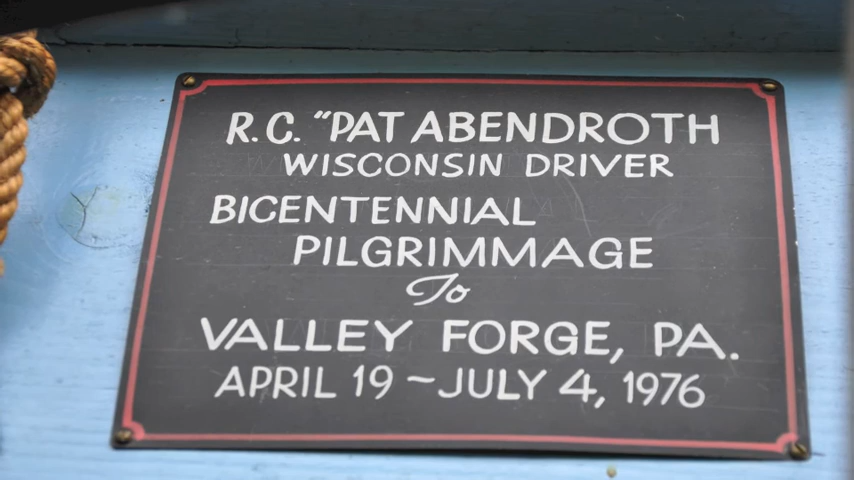 R.C. “PAT ABENDROTH
WISCONSIN DRIVER
BICENTENNIAL
PILGRIMMAGE
To
VALLEY FORGE, PA.
APRIL 19 ~ JULY 4, 1976